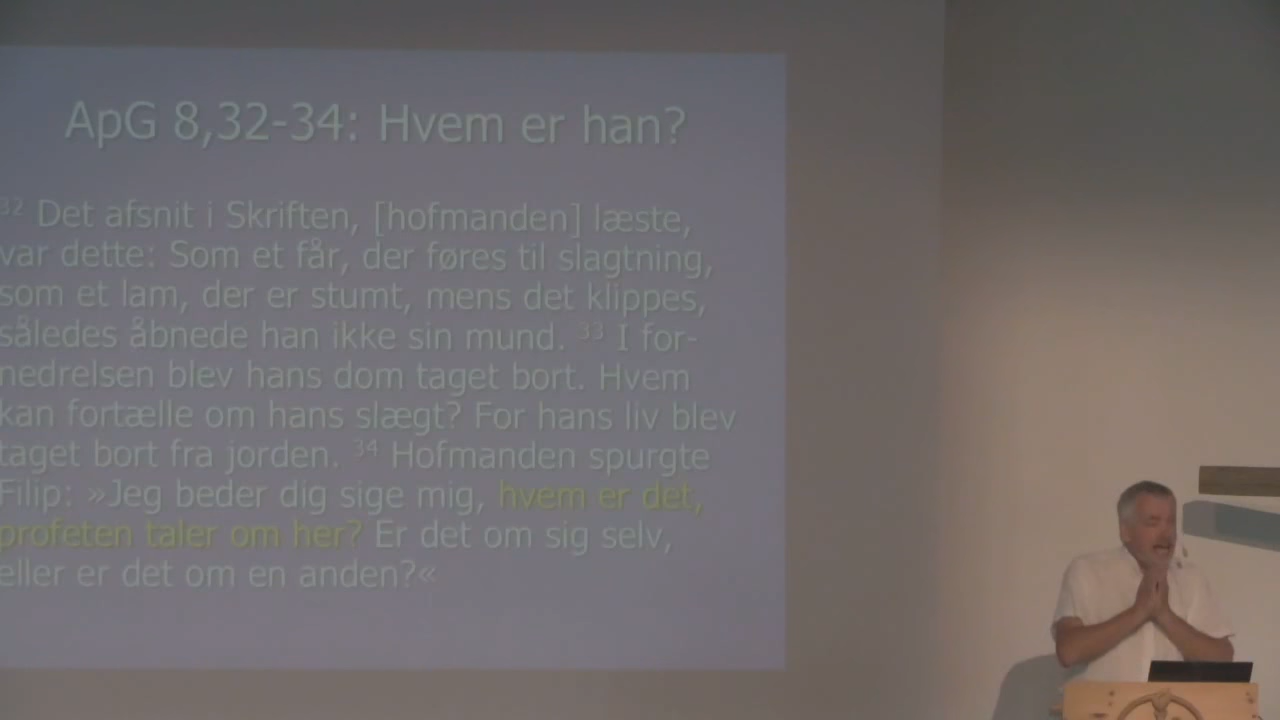 ApG 8,32-34: Hvem er han?
32 Det afsnit i Skriften, [hofmanden] læste,
var dette: Som et får, der føres til slagtning,
som et lam, der er stumt, mens det klippes,
således åbnede han ikke sin mund. 33 I for-
nedrelsen blev hans dom taget bort. Hvem
kan fortælle om hans slægt? For hans liv blev
taget bort fra jorden. 34 Hofmanden spurgte
Filip: »Jeg beder dig sige mig, hvem er det,
profeten taler om her? Er det om sig selv,
eller er det om en anden?«